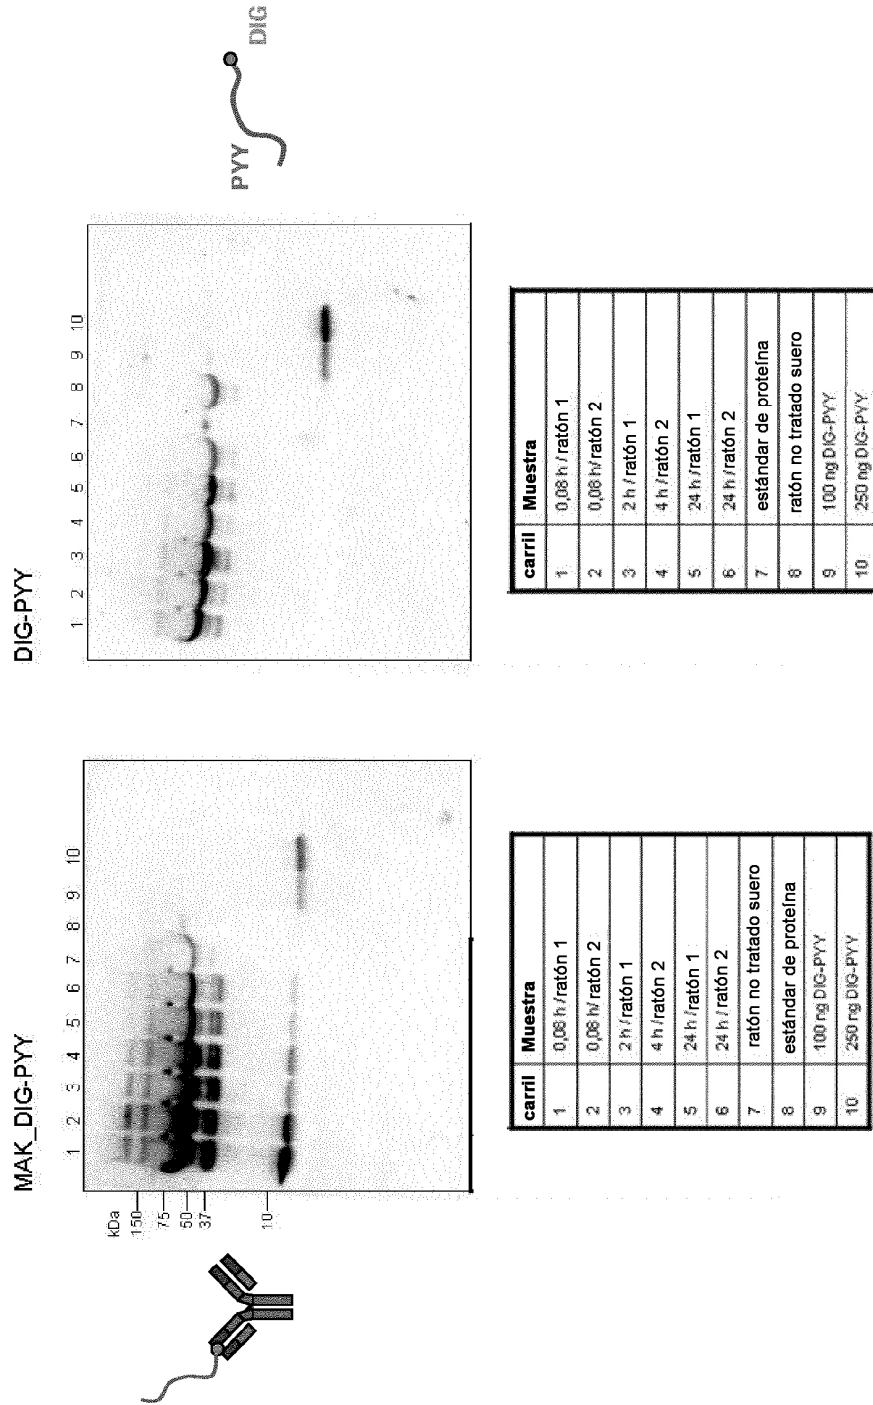 MAK_DIG-PYY
1 2 3 4 5 6 7 8 9 10
kDa
150
75
50
37
10
carril Muestra
1 0,08 h /ratón 1
2 0,08 h/ ratón 2
3 2 h /ratón 1
4 4 h /ratón 2
5 24 h /ratón 1
6 24 h / ratón 2
7 ratón no tratado suero
8 estándar de proteína
9 100 ng DIG-PYY
10 250 ng DIG-PYY
DIG-PYY
1 2 3 4 5 6 7 8 9 10
PYY
DIG
carril Muestra
1 0,08 h /ratón 1
2 0,08 h/ ratón 2
3 2 h /ratón 1
4 4 h /ratón 2
5 24 h /ratón 1
6 24 h / ratón 2
7 estándar de proteína
8 ratón no tratado suero
9 100 ng DIG-PYY
10 250 ng DIG-PYY